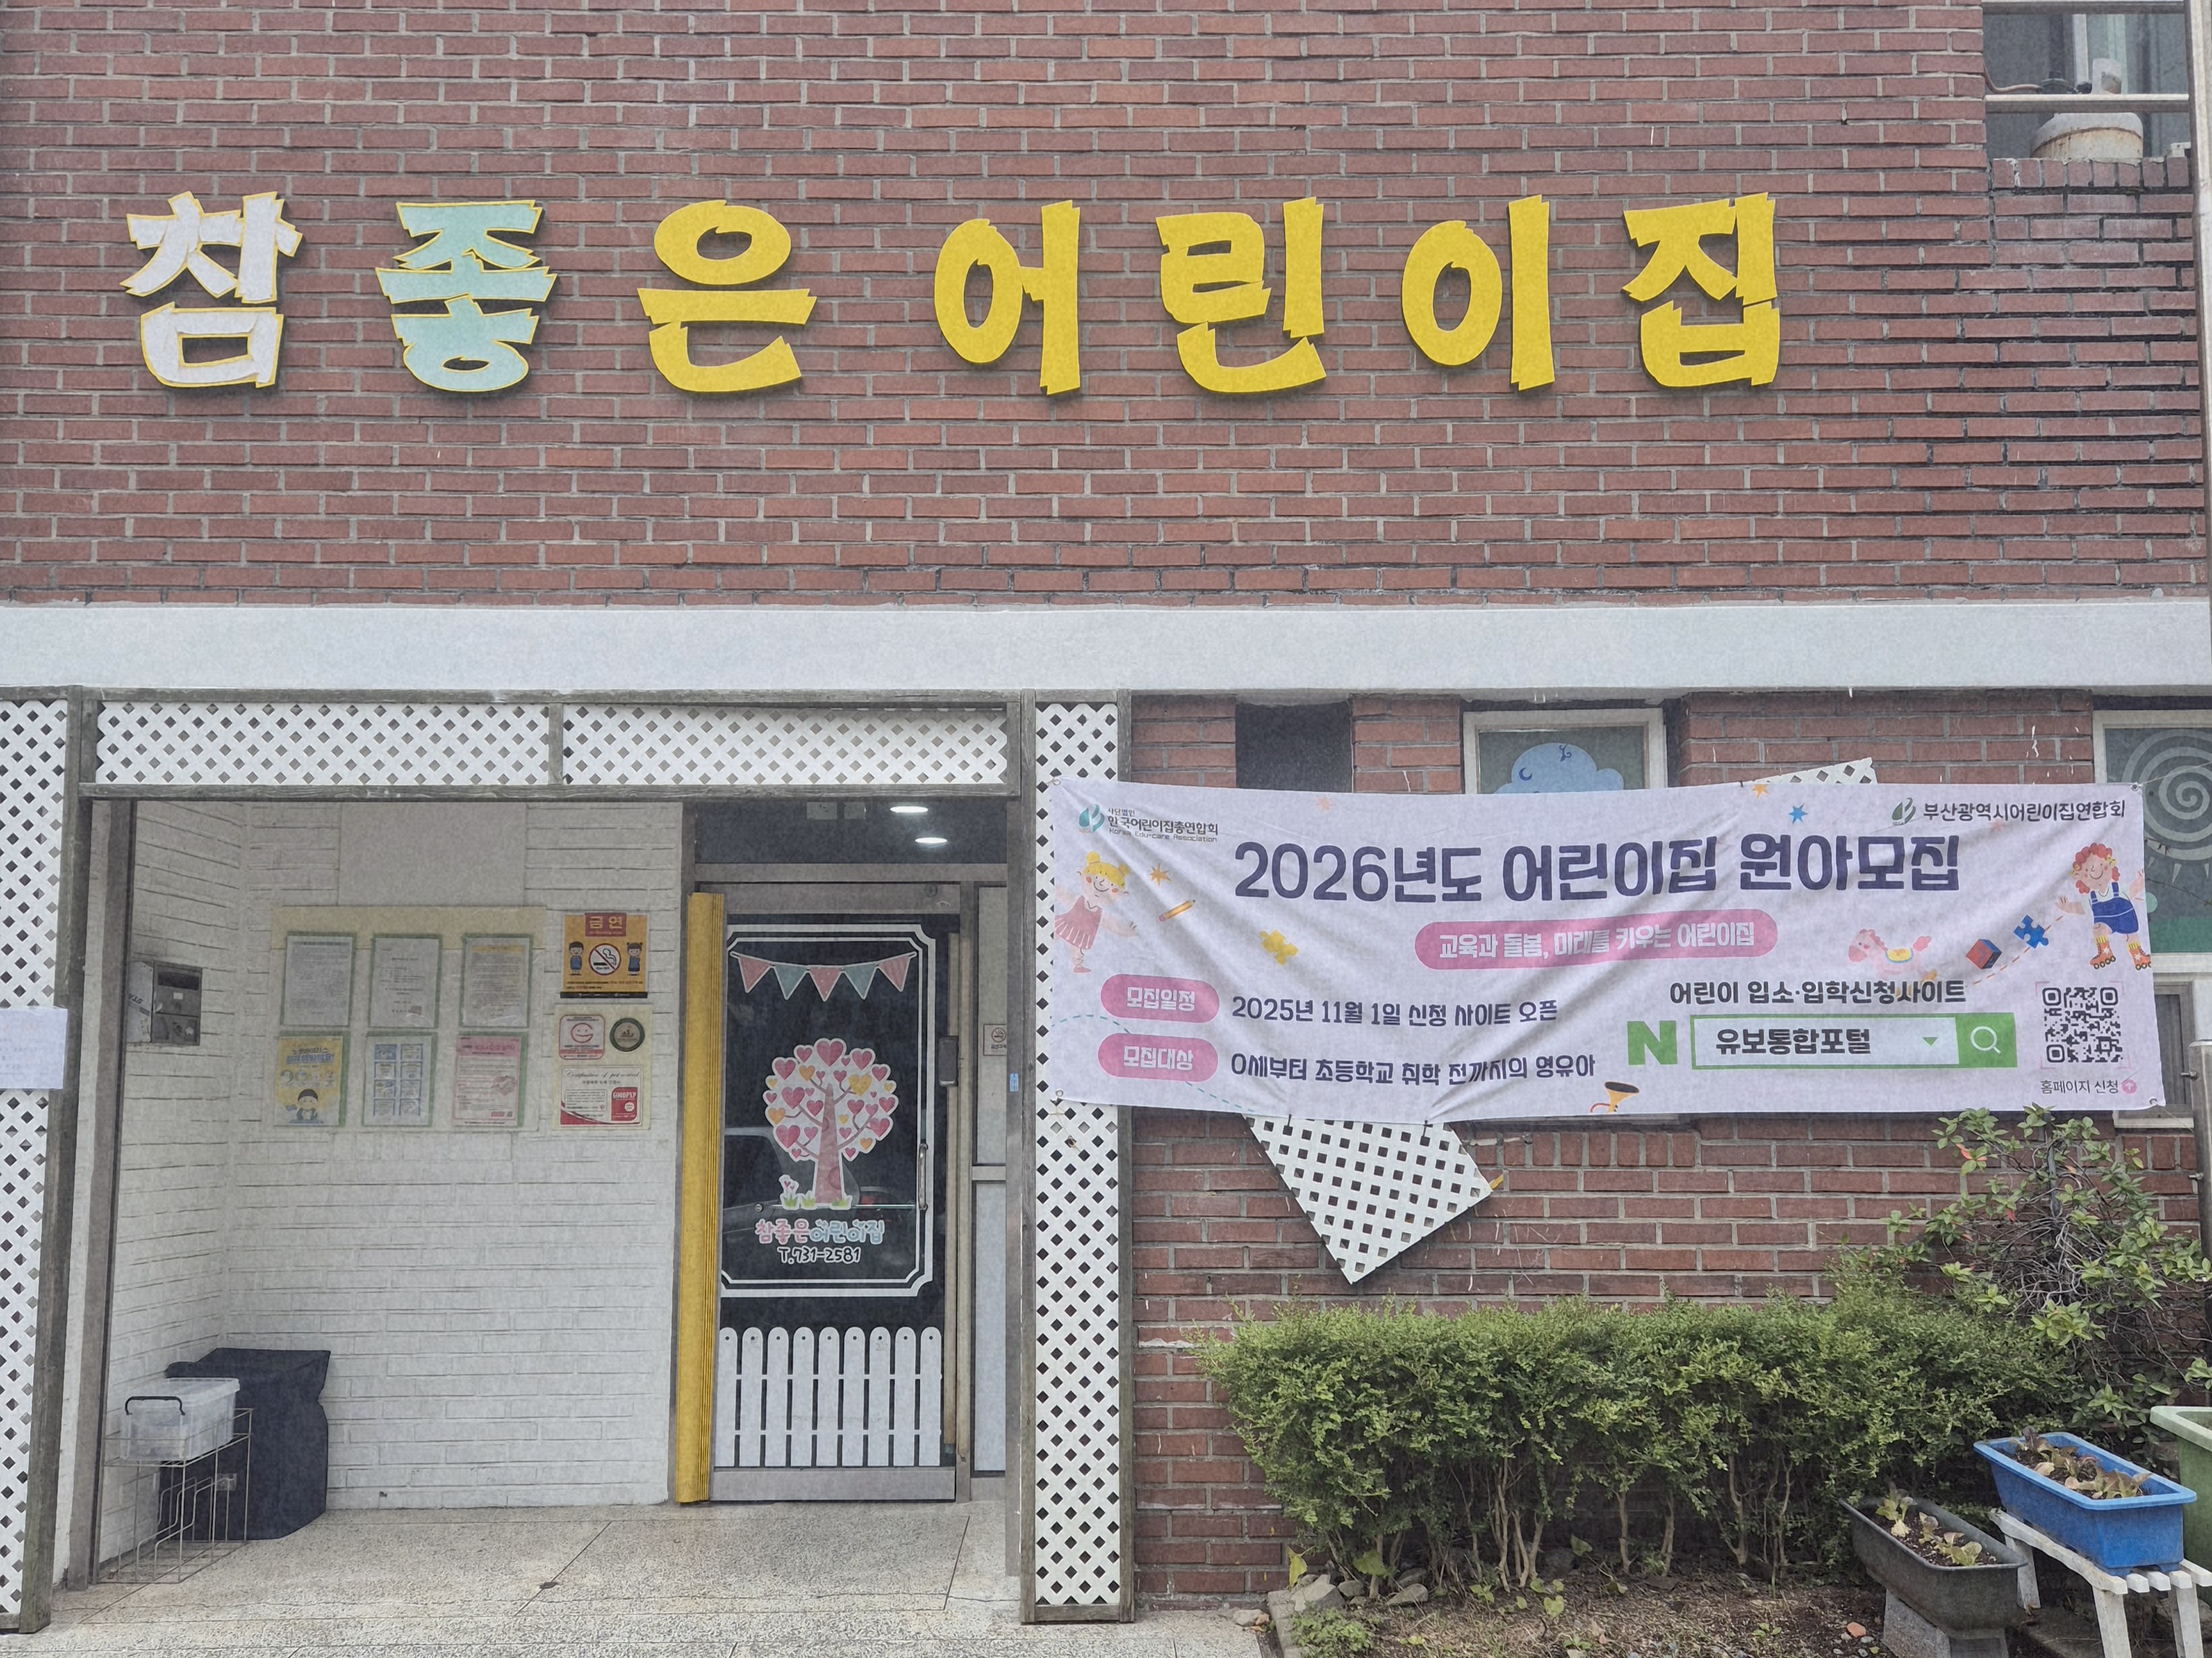 참좋은어린이집
사단법인
한국어린이집총연합회
Korea Edu-care Association
부산광역시어린이집연합회
2026년도 어린이집 원아모집
교육과 돌봄, 미래를 키우는 어린이집
모집일정 2025년 11월 1일 신청 사이트 오픈
모집대상 0세부터 초등학교 취학 전까지의 영유아
어린이 입소·입학신청사이트
N 유보통합포털
홈페이지 신청
금연
참좋은어린이집
T.731-2581